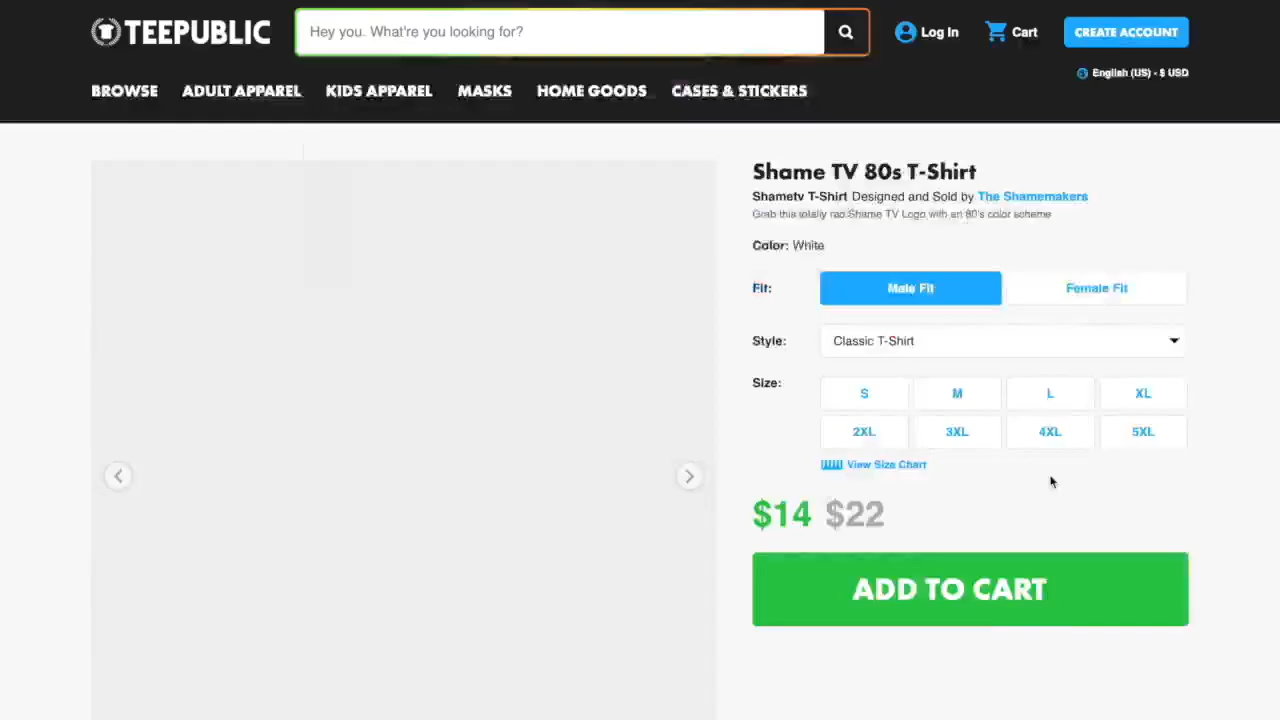 TEEPUBLIC
Hey you. What're you looking for?
Log In
Cart
CREATE ACCOUNT
English (US) - $ USD
BROWSE
ADULT APPAREL
KIDS APPAREL
MASKS
HOME GOODS
CASES & STICKERS
Shame TV 80s T-Shirt
Shametv T-Shirt Designed and Sold by The Shamemakers
Grab this totally rad Shame TV Logo with an 80's color scheme
Color: White
Fit:
Male Fit
Female Fit
Style:
Classic T-Shirt
Size:
S
M
L
XL
2XL
3XL
4XL
5XL
View Size Chart
$14 $22
ADD TO CART